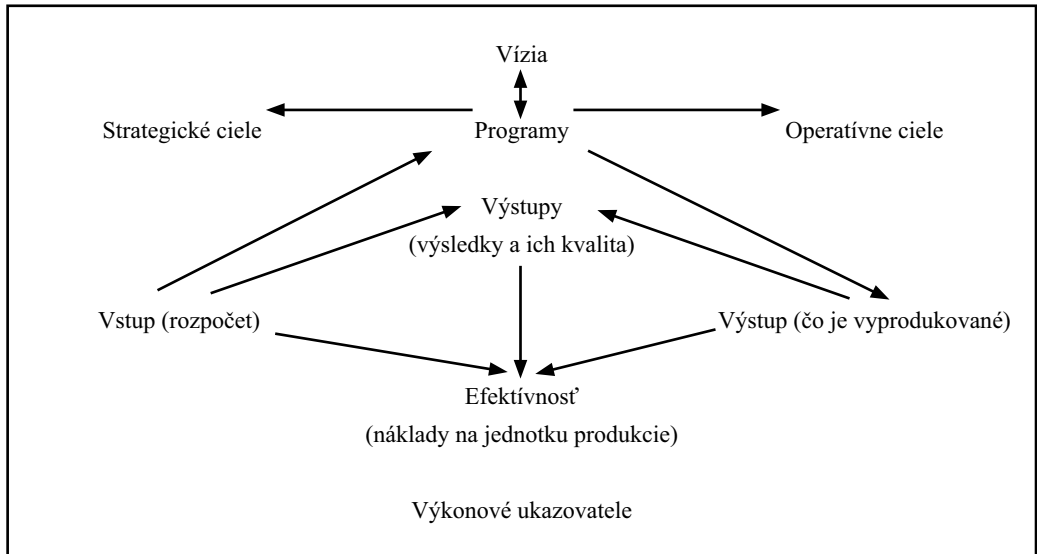 Vízia
Strategické ciele
Programy
Operatívne ciele
Výstupy
(výsledky a ich kvalita)
Vstup (rozpočet)
Výstup (čo je vyprodukované)
Efektívnosť
(náklady na jednotku produkcie)
Výkonové ukazovatele